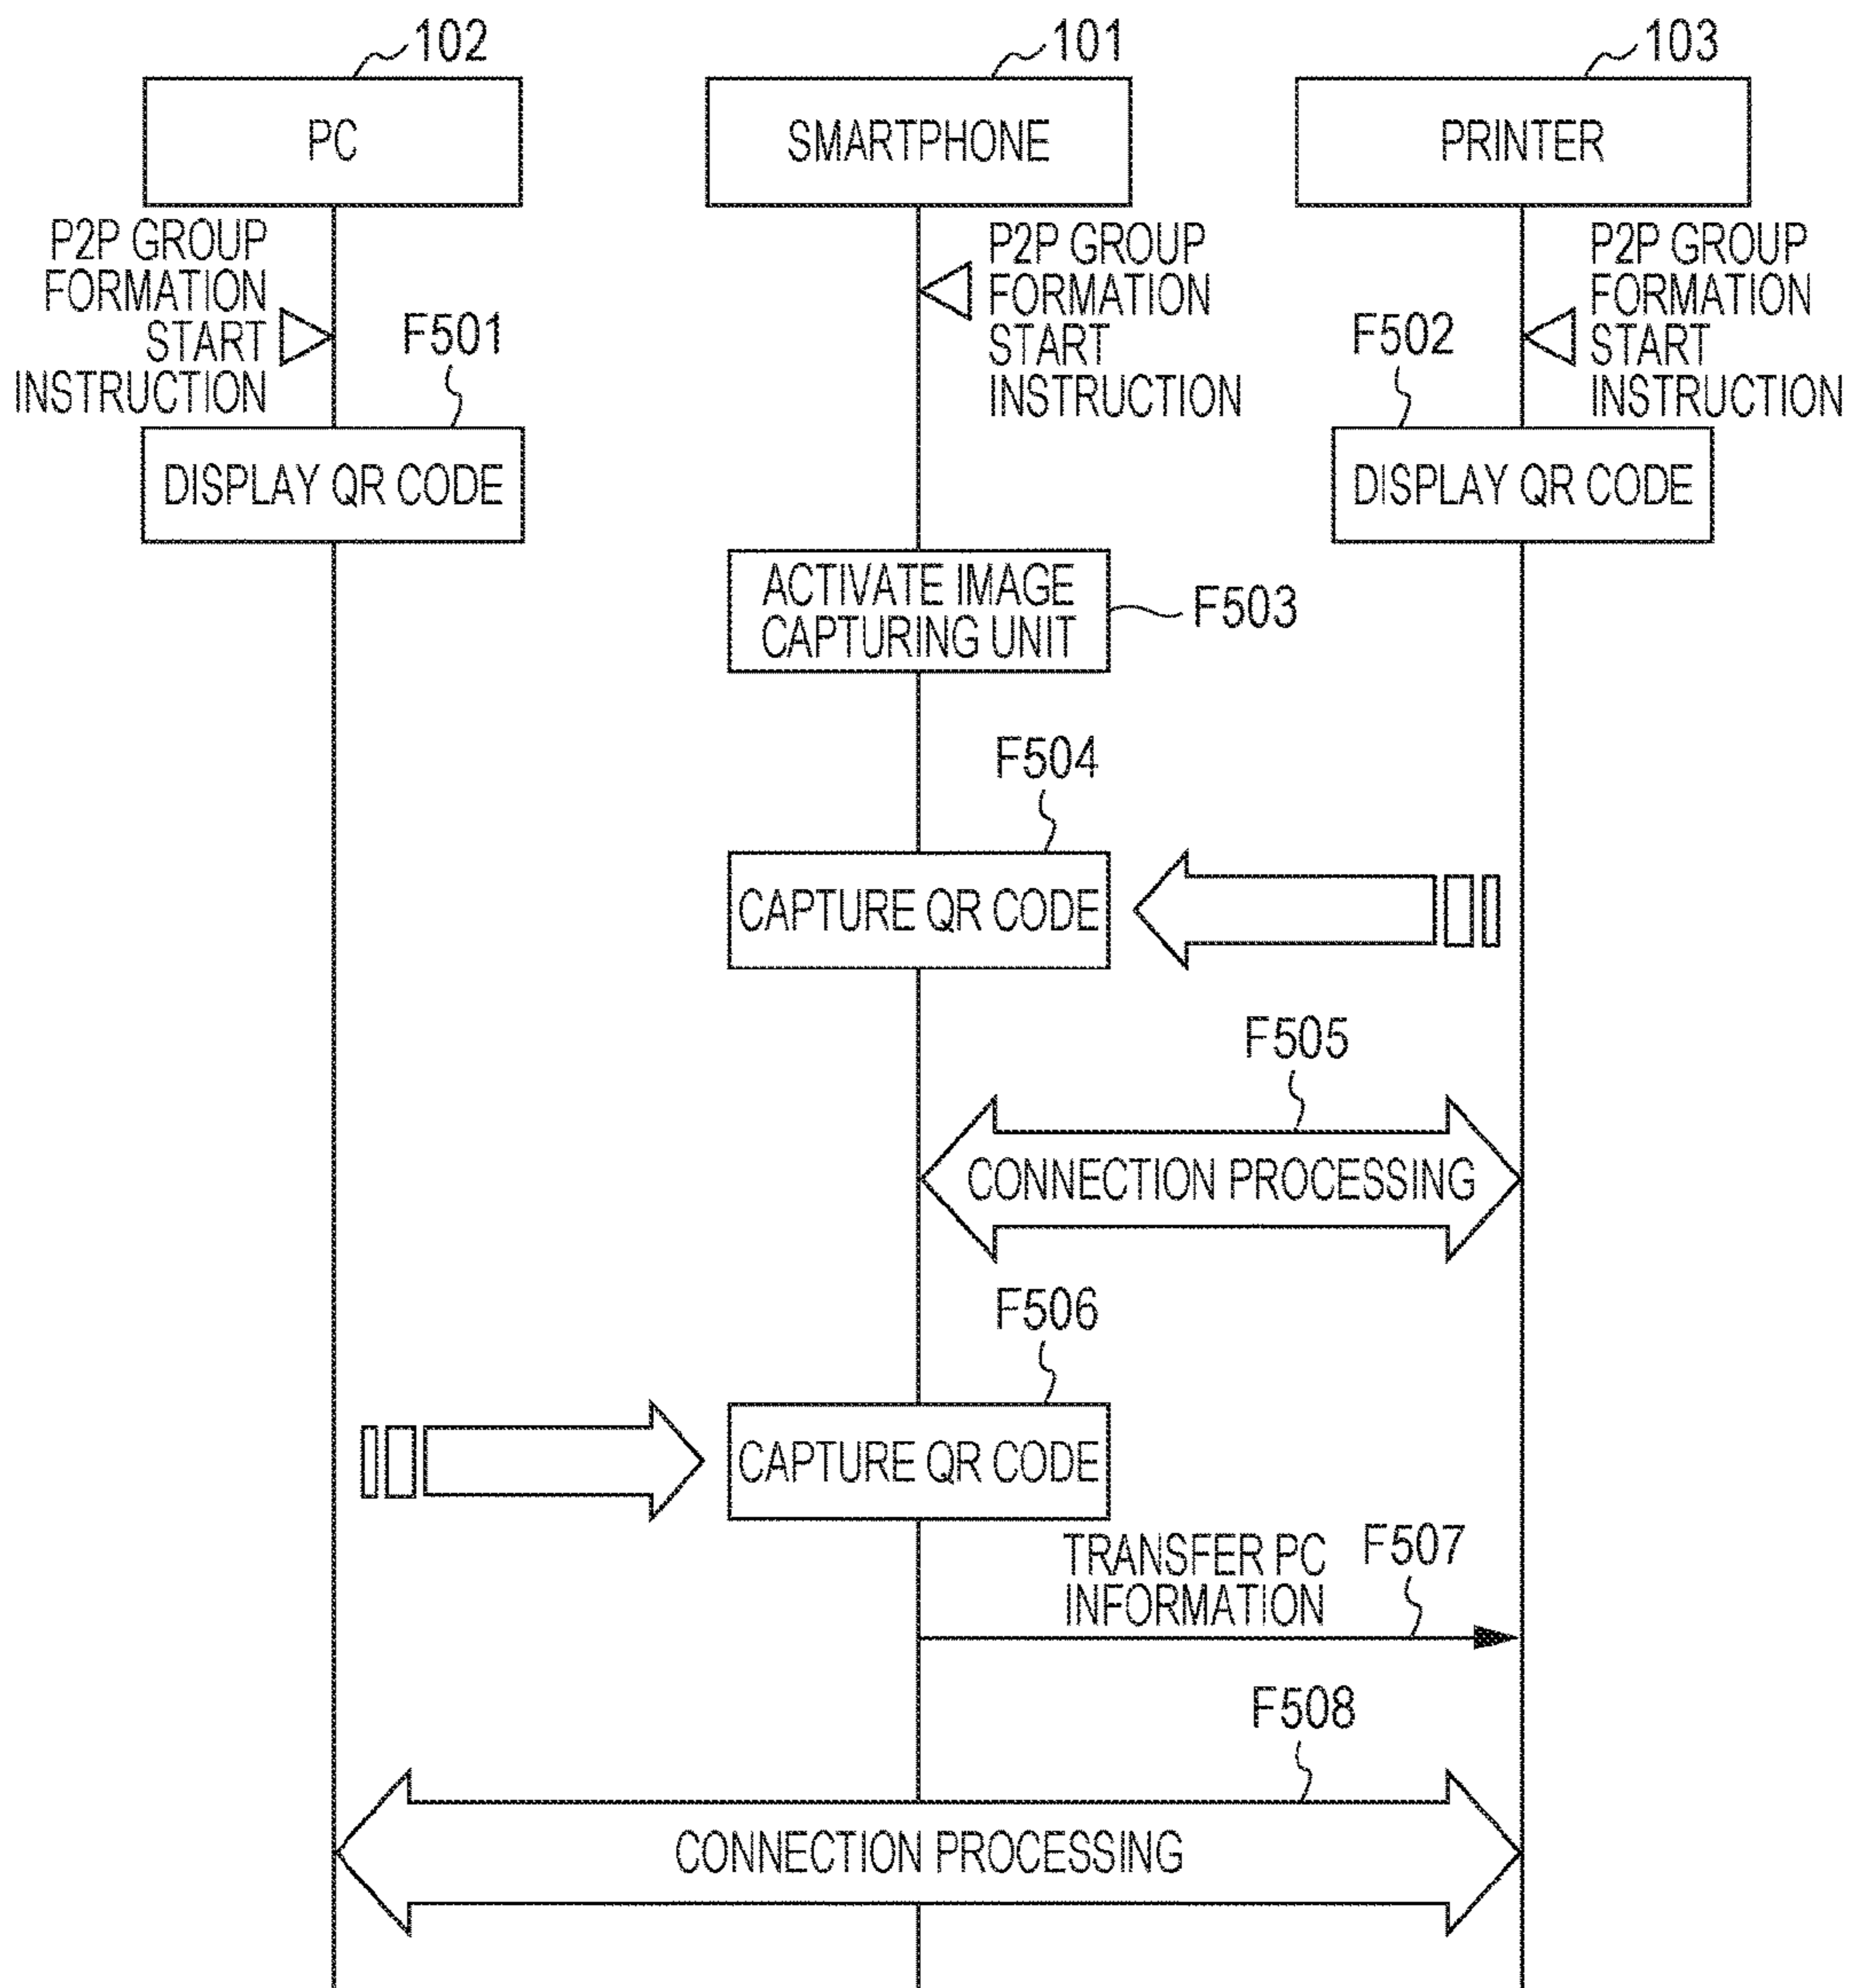 102
101
103
PC
SMARTPHONE
PRINTER
P2P GROUP
FORMATION
START
INSTRUCTION
P2P GROUP
FORMATION
START
INSTRUCTION
P2P GROUP
FORMATION
START
INSTRUCTION
F501
F502
DISPLAY QR CODE
DISPLAY QR CODE
ACTIVATE IMAGE
CAPTURING UNIT
F503
F504
CAPTURE QR CODE
F505
CONNECTION PROCESSING
F506
CAPTURE QR CODE
TRANSFER PC
INFORMATION
F507
F508
CONNECTION PROCESSING